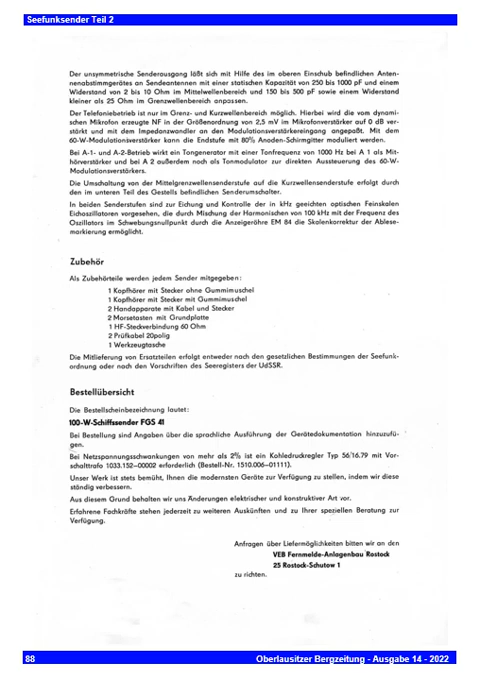 Seefunksender Teil 2
Der unsymmetrische Senderausgang läßt sich mit Hilfe des im oberen Einschub befindlichen Anten-
nenabstimmgerätes an Sendeantennen mit einer statischen Kapazität von 250 bis 1000 pF und einem
Widerstand von 2 bis 10 Ohm im Mittelwellenbereich und 150 bis 500 pF sowie einem Widerstand
kleiner als 25 Ohm im Grenzwellenbereich anpassen.
Der Telefoniebetrieb ist nur im Grenz- und Kurzwellenbereich möglich. Hierbei wird die vom dynami-
schen Mikrofon erzeugte NF in der Größenordnung von 2,5 mV im Mikrofonverstärker auf 0 dB ver-
stärkt und mit dem Impedanzwandler an den Modulationsverstärkereingang angepaßt. Mit dem
60-W-Modulationsverstärker kann die Endstufe mit 80% Anoden-Schirmgitter moduliert werden.
Bei A-1- und A-2-Betrieb wirkt ein Tongenerator mit einer Tonfrequenz von 1000 Hz bei A 1 als Mit-
hörverstärker und bei A 2 außerdem noch als Tonmodulator zur direkten Aussteuerung des 60-W-
Modulationsverstärkers.
Die Umschaltung von der Mittelgrenzwellensenderstufe auf die Kurzwellensenderstufe erfolgt durch
den im unteren Teil des Gestells befindlichen Senderumschalter.
In beiden Senderstufen sind zur Eichung und Kontrolle der in kHz geeichten optischen Feinskalen
Eichoszillatoren vorgesehen, die durch Mischung der Harmonischen von 100 kHz mit der Frequenz des
Oszillators im Schwebungsnullpunkt durch die Anzeigeröhre EM 84 die Skalenkorrektur der Ablese-
markierung ermöglicht.
Zubehör
Als Zubehörteile werden jedem Sender mitgegeben:
1 Kopfhörer mit Stecker ohne Gummimuschel
1 Kopfhörer mit Stecker mit Gummimuschel
2 Handapparate mit Kabel und Stecker
2 Morsetasten mit Grundplatte
1 HF-Steckverbindung 60 Ohm
2 Prüfkabel 20polig
1 Werkzeugtasche
Die Mitlieferung von Ersatzteilen erfolgt entweder nach den gesetzlichen Bestimmungen der Seefunk-
ordnung oder nach den Vorschriften des Seeregisters der UdSSR.
Bestellübersicht
Die Bestellscheinbezeichnung lautet:
100-W-Schiffssender FGS 41
Bei Bestellung sind Angaben über die sprachliche Ausführung der Gerätedokumentation hinzuzufü-
gen.
Bei Netzspannungsschwankungen von mehr als 2% ist ein Kohledruckregler Typ 56/16.79 mit Vor-
schalttrafo 1033.152-00002 erforderlich (Bestell-Nr. 1510.006-01111).
Unser Werk ist stets bemüht, Ihnen die modernsten Geräte zur Verfügung zu stellen, indem wir diese
ständig verbessern.
Aus diesem Grund behalten wir uns Änderungen elektrischer und konstruktiver Art vor.
Erfahrene Fachkräfte stehen jederzeit zu weiteren Auskünften und zu Ihrer speziellen Beratung zur
Verfügung.
Anfragen über Liefermöglichkeiten bitten wir an den
VEB Fernmelde-Anlagenbau Rostock
25 Rostock-Schutow 1
zu richten.
88 Oberlausitzer Bergzeitung - Ausgabe 14 - 2022